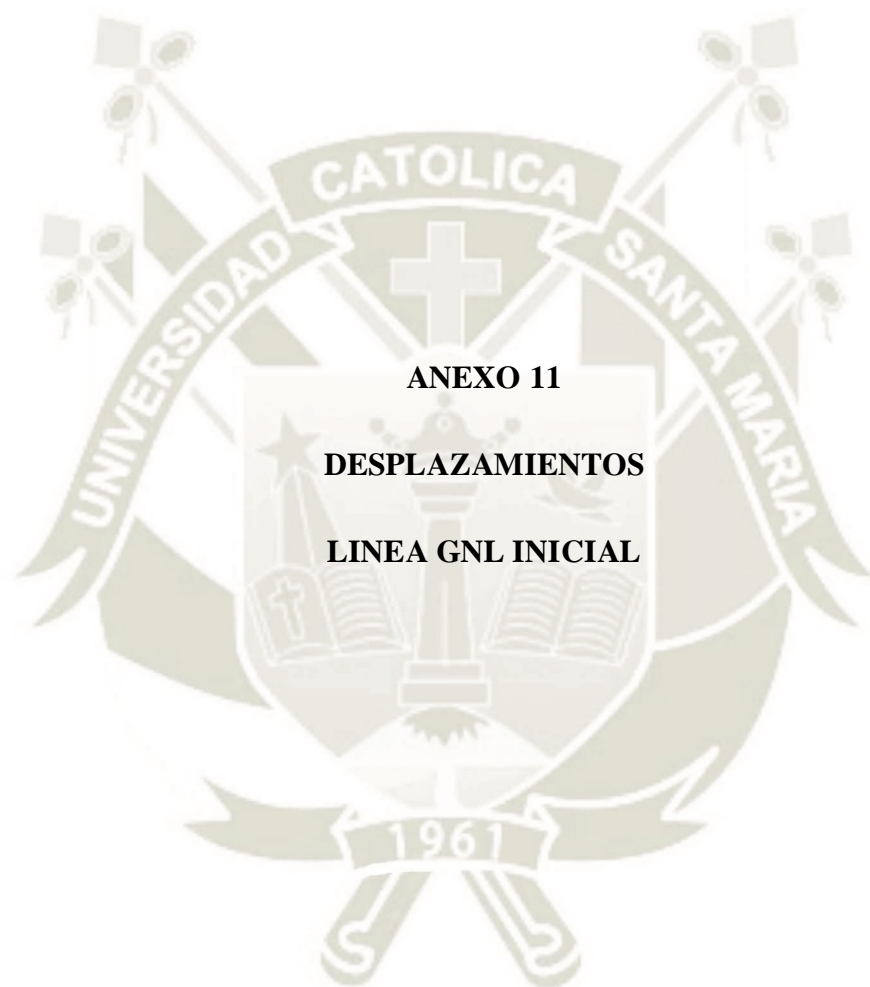 UNIVERSIDAD CATOLICA SANTA MARIA
ANEXO 11
DESPLAZAMIENTOS
LINEA GNL INICIAL
1961